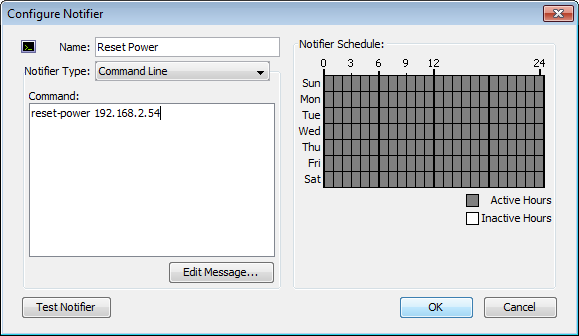 Configure Notifier
Name: Reset Power
Notifier Type: Command Line
Command:
reset-power 192.168.2.54
Edit Message...
Test Notifier
Notifier Schedule:
0 3 6 9 12 24
Sun
Mon
Tue
Wed
Thu
Fri
Sat
Active Hours
Inactive Hours
OK Cancel